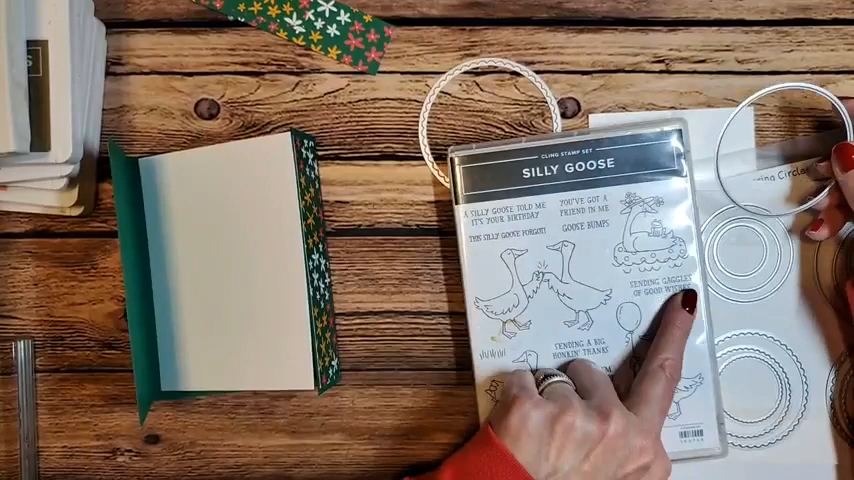 CLING STAMP SET
SILLY GOOSE
A SILLY GOOSE TOLD ME
IT'S YOUR BIRTHDAY
YOU'VE GOT A
FRIEND IN ME
THIS SILLY GOOSE FORGOT!
GOOSE BUMPS
SENDING GAGGLES
OF GOOD WISHES
SENDING A BIG
HONKIN' THANKS